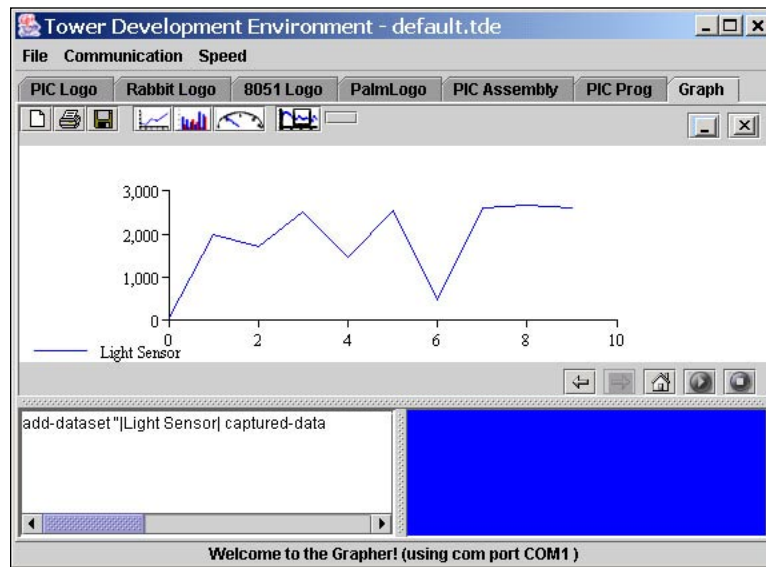 Tower Development Environment - default.tde
File Communication Speed
PIC Logo Rabbit Logo 8051 Logo PalmLogo PIC Assembly PIC Prog Graph
3,000
2,000
1,000
0
0 2 4 6 8 10
Light Sensor
add-dataset "|Light Sensor| captured-data
Welcome to the Grapher! (using com port COM1 )